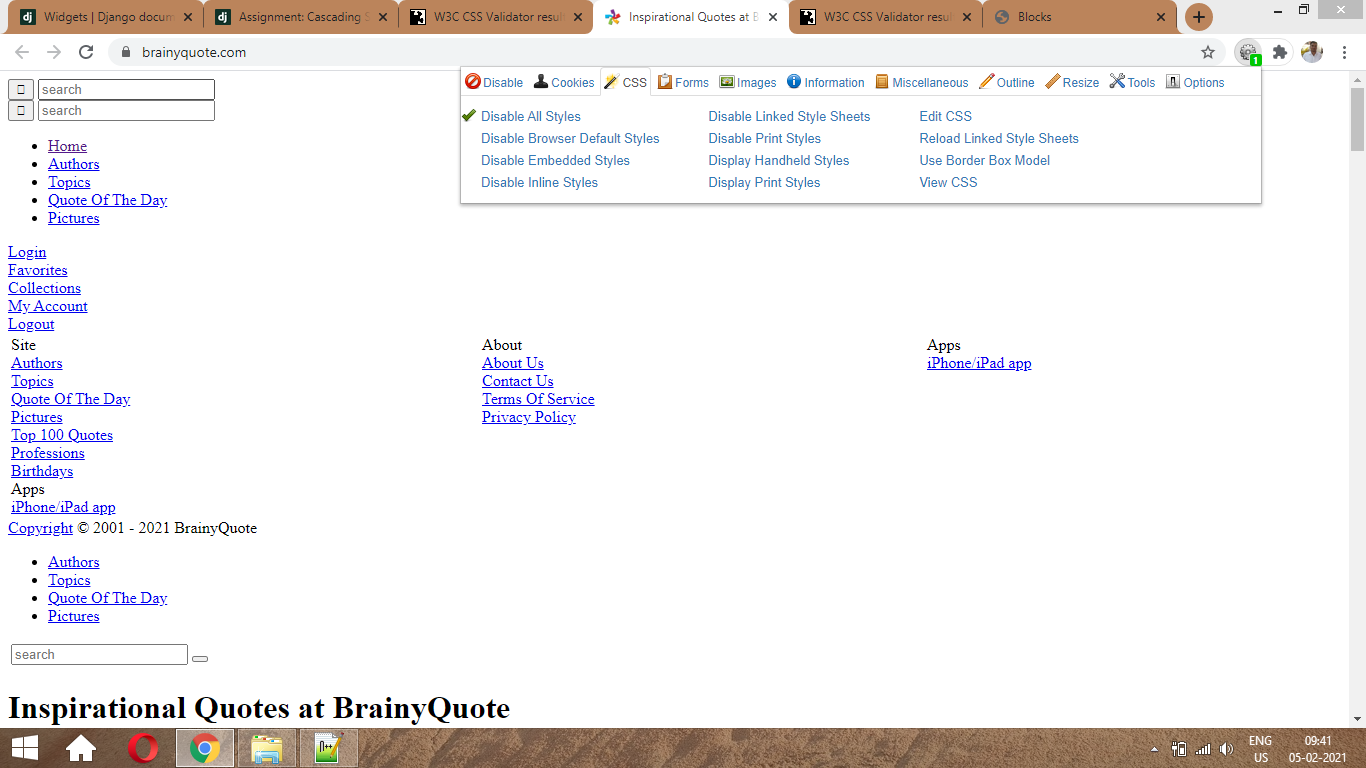 Widgets | Django docum
Assignment: Cascading S
W3C CSS Validator result
Inspirational Quotes at B
W3C CSS Validator resul
Blocks
brainyquote.com
1
Disable Cookies CSS Forms Images Information Miscellaneous Outline Resize Tools Options
Disable All Styles Disable Linked Style Sheets Edit CSS
Disable Browser Default Styles Disable Print Styles Reload Linked Style Sheets
Disable Embedded Styles Display Handheld Styles Use Border Box Model
Disable Inline Styles Display Print Styles View CSS
search
search
Home
Authors
Topics
Quote Of The Day
Pictures
Login
Favorites
Collections
My Account
Logout
Site
Authors
Topics
Quote Of The Day
Pictures
Top 100 Quotes
Professions
Birthdays
Apps
iPhone/iPad app
About
About Us
Contact Us
Terms Of Service
Privacy Policy
Apps
iPhone/iPad app
Copyright © 2001 - 2021 BrainyQuote
Authors
Topics
Quote Of The Day
Pictures
search
Inspirational Quotes at BrainyQuote
ENG
US
09:41
05-02-2021